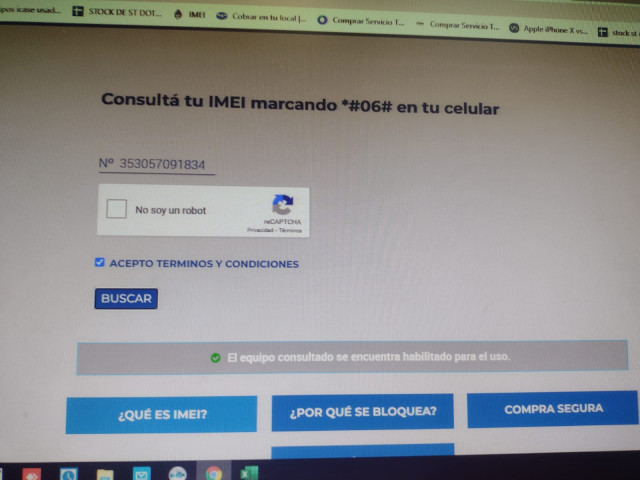 ipos icase usad...
STOCK DE ST DOT...
IMEI
Cobrar en tu local |...
Comprar Servicio T...
Comprar Servicio T...
Apple iPhone X vs...
stock st
Consultá tu IMEI marcando *#06# en tu celular
Nº 353057091834
No soy un robot
reCAPTCHA
Privacidad - Términos
ACEPTO TERMINOS Y CONDICIONES
BUSCAR
El equipo consultado se encuentra habilitado para el uso.
¿QUÉ ES IMEI?
¿POR QUÉ SE BLOQUEA?
COMPRA SEGURA